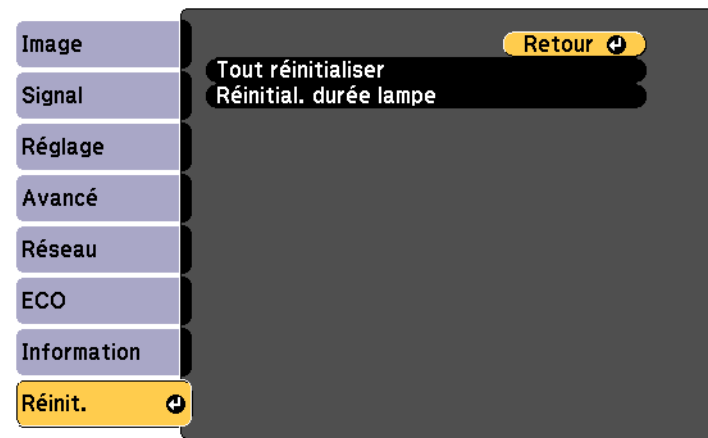 Image
Signal
Réglage
Avancé
Réseau
ECO
Information
Réinit.
Retour
Tout réinitialiser
Réinitial. durée lampe